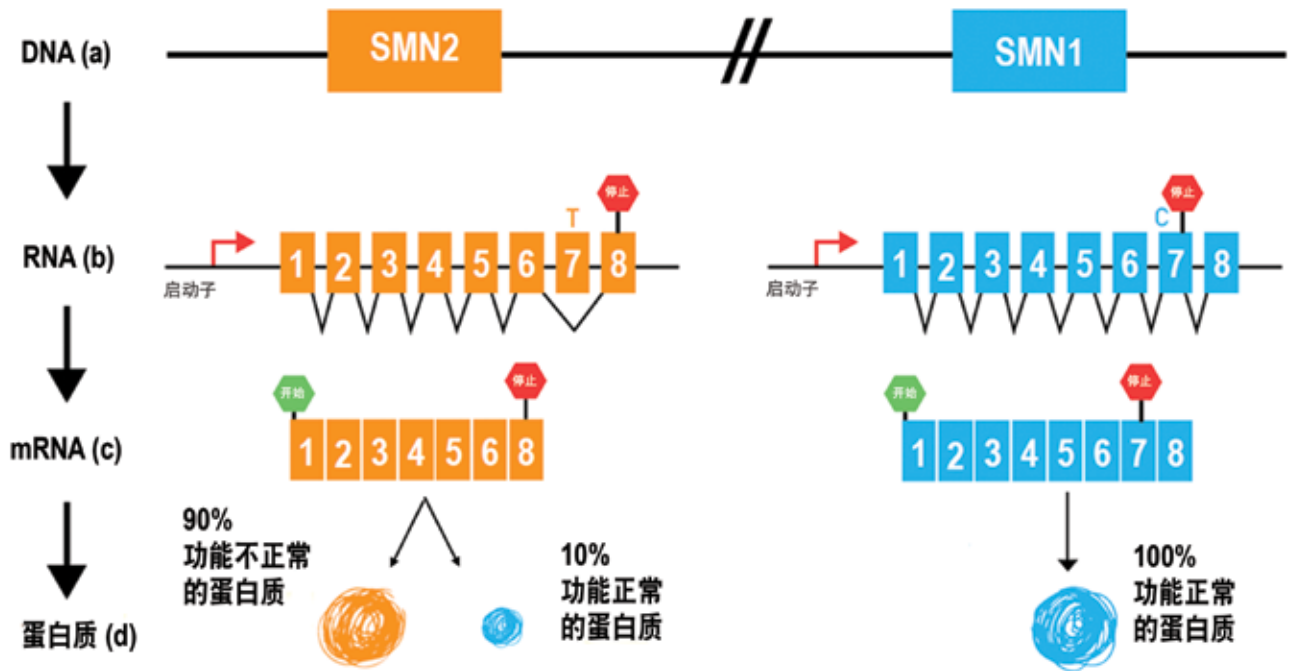 DNA (a)
SMN2
SMN1
RNA (b)
启动子
T
停止
1 2 3 4 5 6 7 8
启动子
C
停止
1 2 3 4 5 6 7 8
mRNA (c)
开始
停止
1 2 3 4 5 6 8
开始
停止
1 2 3 4 5 6 7 8
蛋白质 (d)
90%
功能不正常
的蛋白质
10%
功能正常
的蛋白质
100%
功能正常
的蛋白质